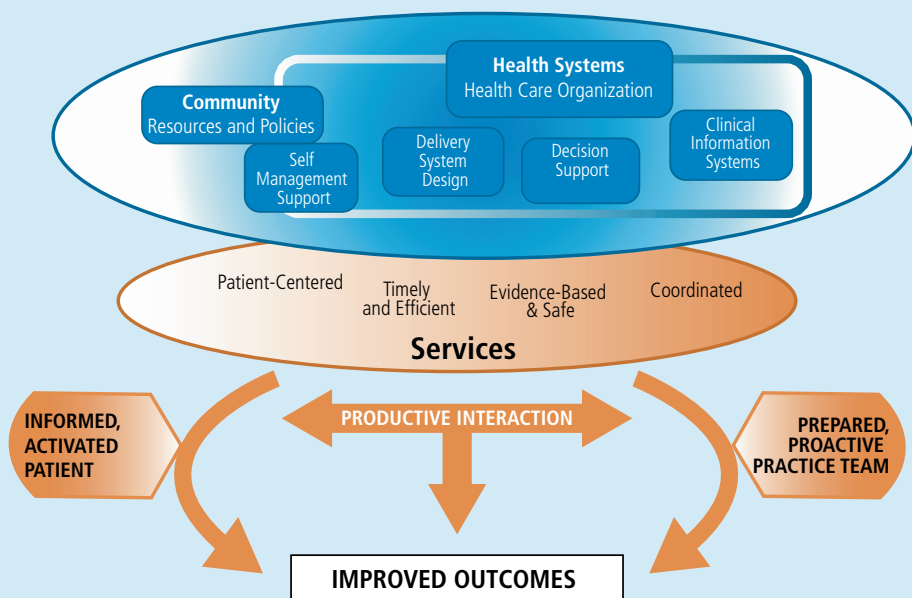 Health Systems
Health Care Organization
Community
Resources and Policies
Self
Management
Support
Delivery
System
Design
Decision
Support
Clinical
Information
Systems
Patient-Centered
Timely
and Efficient
Evidence-Based
& Safe
Coordinated
Services
INFORMED,
ACTIVATED
PATIENT
PRODUCTIVE INTERACTION
PREPARED,
PROACTIVE
PRACTICE TEAM
IMPROVED OUTCOMES